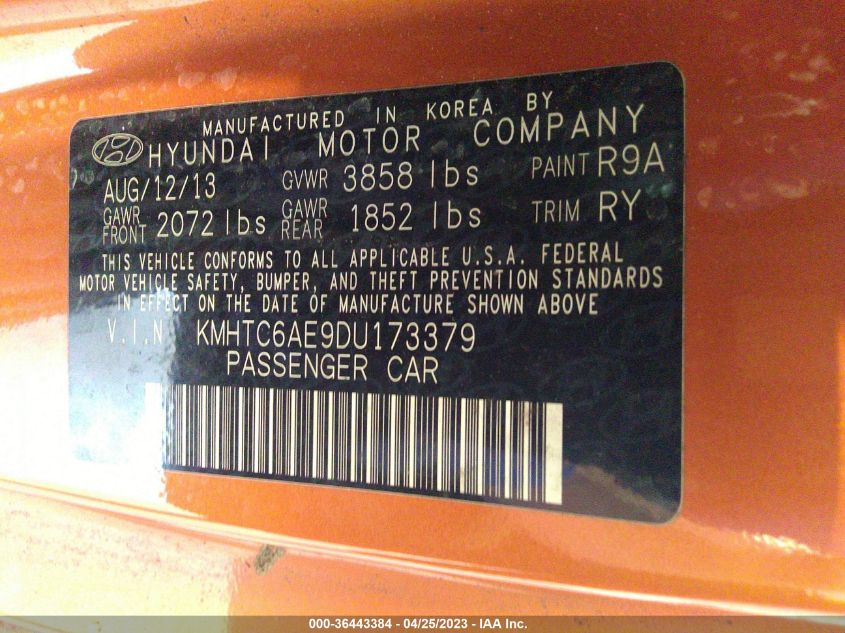 MANUFACTURED IN KOREA BY
HYUNDAI MOTOR COMPANY
AUG/12/13 GVWR 3858 lbs PAINT R9A
GAWR FRONT 2072 lbs GAWR REAR 1852 lbs TRIM RY
THIS VEHICLE CONFORMS TO ALL APPLICABLE U.S.A. FEDERAL
MOTOR VEHICLE SAFETY, BUMPER, AND THEFT PREVENTION STANDARDS
IN EFFECT ON THE DATE OF MANUFACTURE SHOWN ABOVE
V.I.N KMHTC6AE9DU173379
PASSENGER CAR
000-36443384 - 04/25/2023 - IAA Inc.